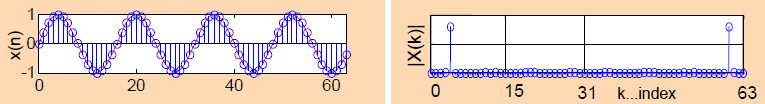 x(n)
1
0
-1
0 20 40 60
|X(k)|
0 15 31 k...index 63